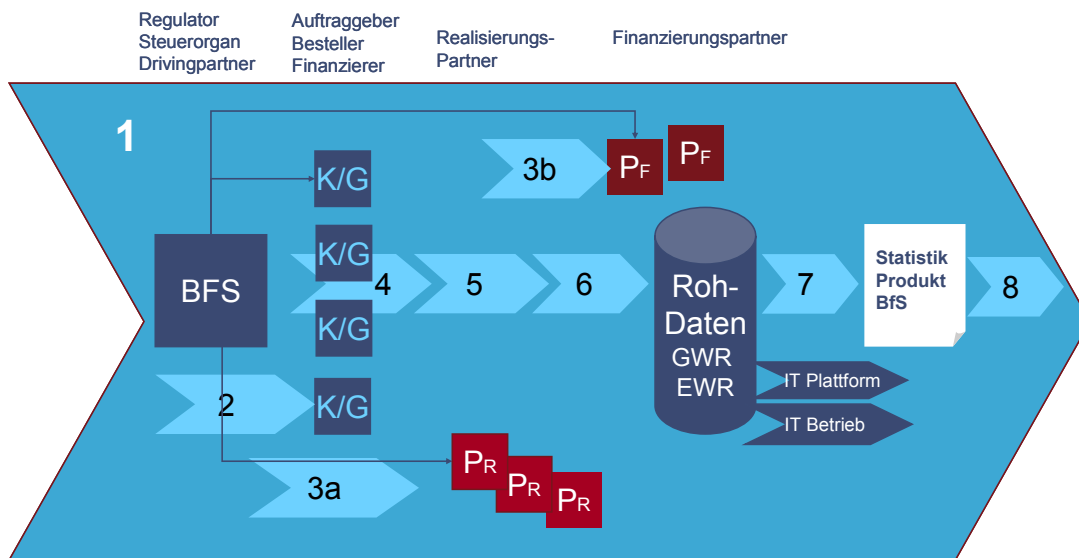 Regulator
Steuerorgan
Drivingpartner
Auftraggeber
Besteller
Finanzierer
Realisierungs-
Partner
Finanzierungspartner
1
K/G
3b
PF
PF
K/G
BFS
4
5
6
Roh-
Daten
GWR
EWR
7
Statistik
Produkt
BfS
8
K/G
2
K/G
IT Plattform
IT Betrieb
3a
PR
PR
PR